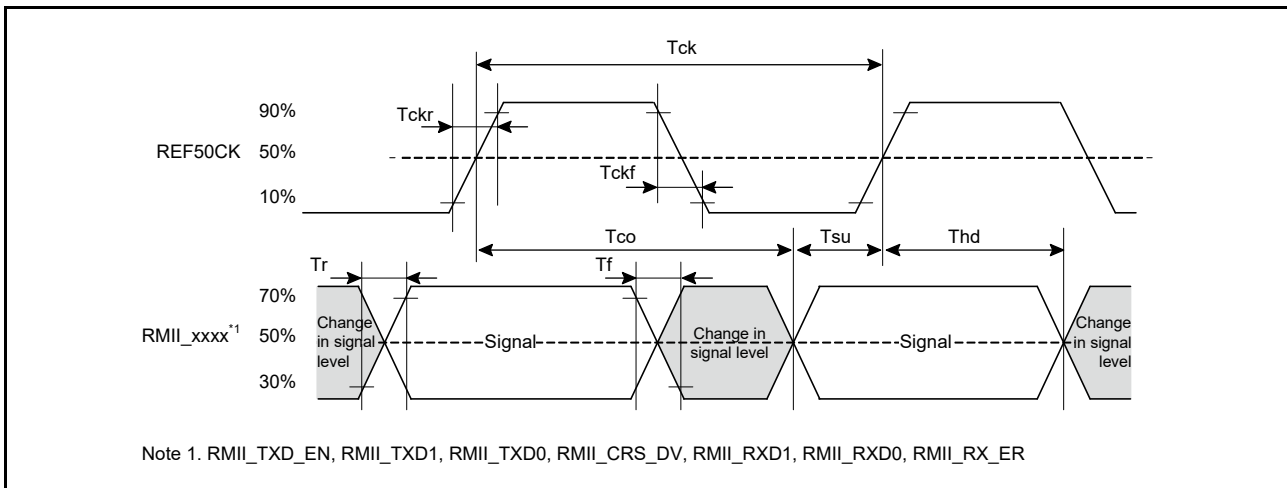 Tck
90%
Tckr
REF50CK
50%
Tckf
10%
Tco
Tsu
Thd
Tr
Tf
70%
Change
in signal
level
Signal
Change in
signal level
Signal
Change
in signal
level
RMII_xxxx*1
50%
30%
Note 1. RMII_TXD_EN, RMII_TXD1, RMII_TXD0, RMII_CRS_DV, RMII_RXD1, RMII_RXD0, RMII_RX_ER